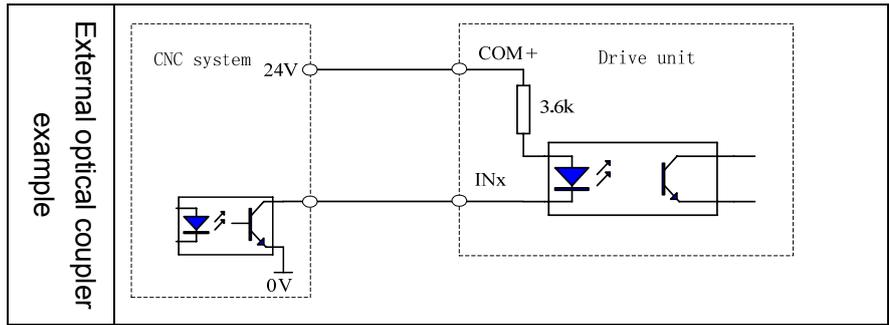 External optical coupler
example
CNC system
24V
COM+
Drive unit
3.6k
INx
0V